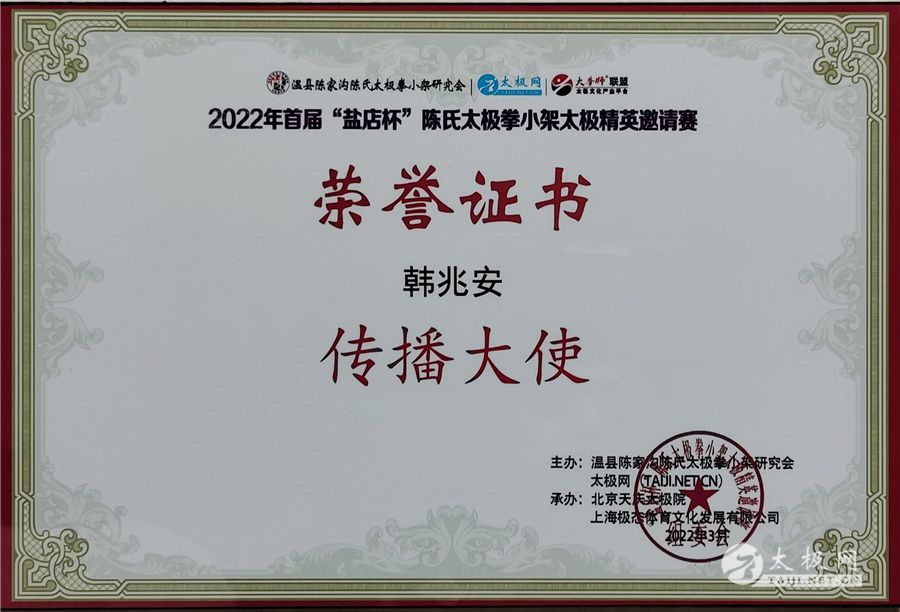 温县陈家沟陈氏太极拳小架研究会 太极网 TAIJI.NET.CN 大拳师联盟
太极文化产业平台
2022年首届“盐店杯”陈氏太极拳小架太极精英邀请赛
荣誉证书
韩兆安
传播大使
主办：温县陈家沟陈氏太极拳小架研究会
太极网（TAIJI.NET.CN）
承办：北京天庆太极院
上海极杰体育文化发展有限公司
2022年3月
组委会
太极网
TAIJI.NET.CN